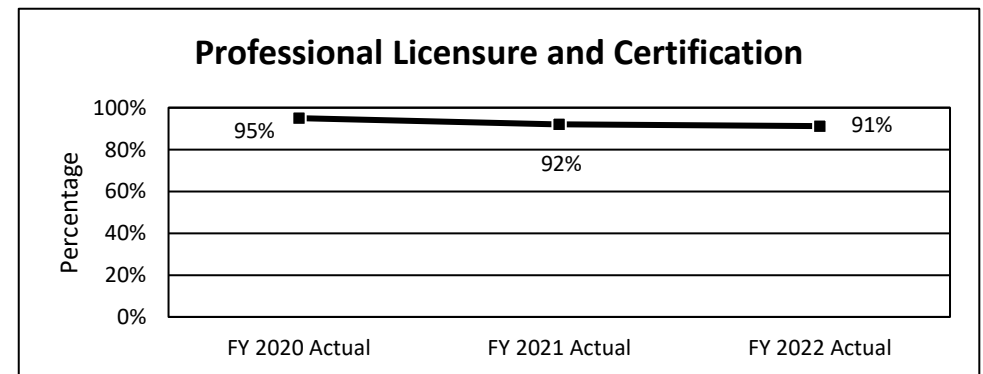 Professional Licensure and Certification
Percentage
100%
80%
60%
40%
20%
0%
95%
92%
91%
FY 2020 Actual
FY 2021 Actual
FY 2022 Actual